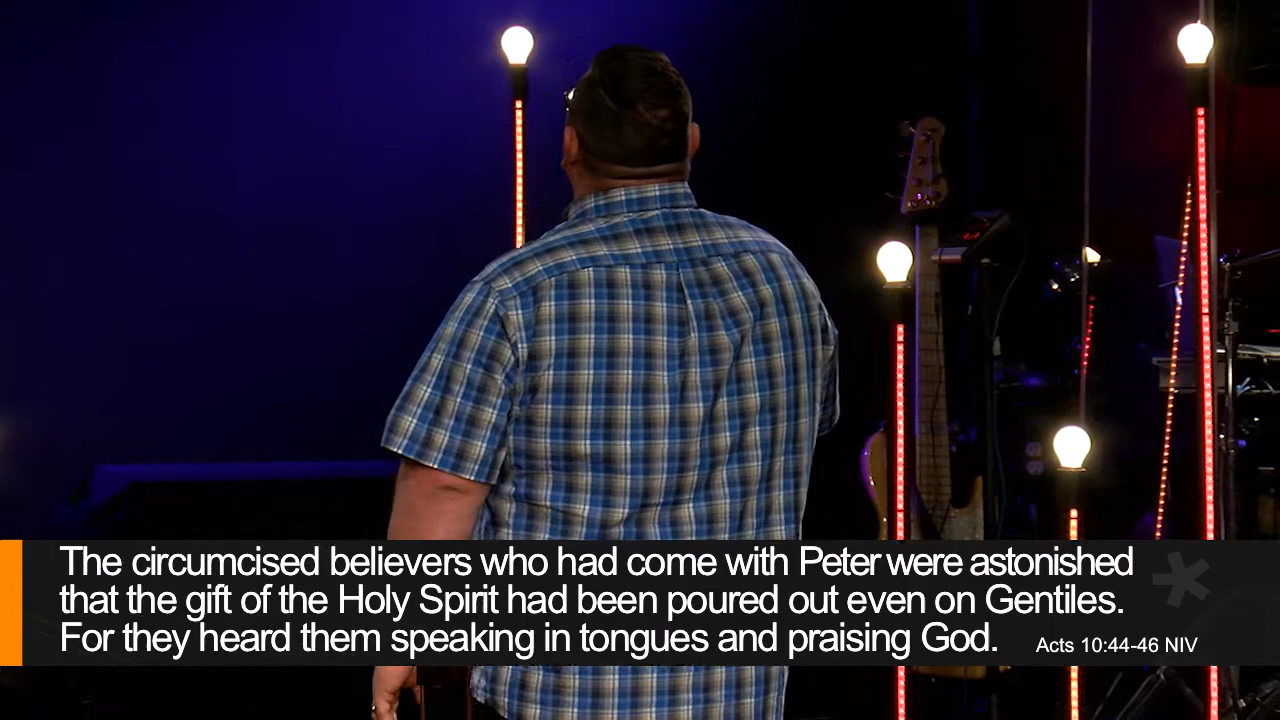 The circumcised believers who had come with Peter were astonished
that the gift of the Holy Spirit had been poured out even on Gentiles.
For they heard them speaking in tongues and praising God. Acts 10:44-46 NIV